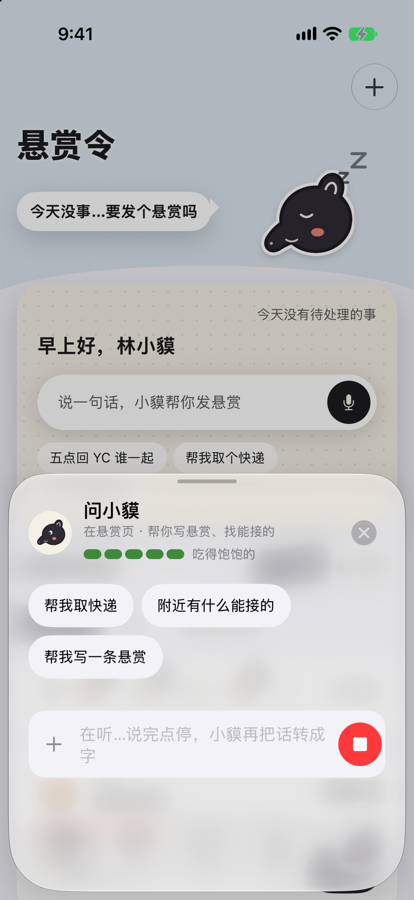 9:41
悬赏令
z
z
今天没事...要发个悬赏吗
今天没有待处理的事
早上好，林小貘
说一句话，小貘帮你发悬赏
五点回 YC 谁一起
帮我取个快递
问小貘
在悬赏页 · 帮你写悬赏、找能接的
吃得饱饱的
帮我取快递
附近有什么能接的
帮我写一条悬赏
在听...说完点停，小貘再把话转成
字